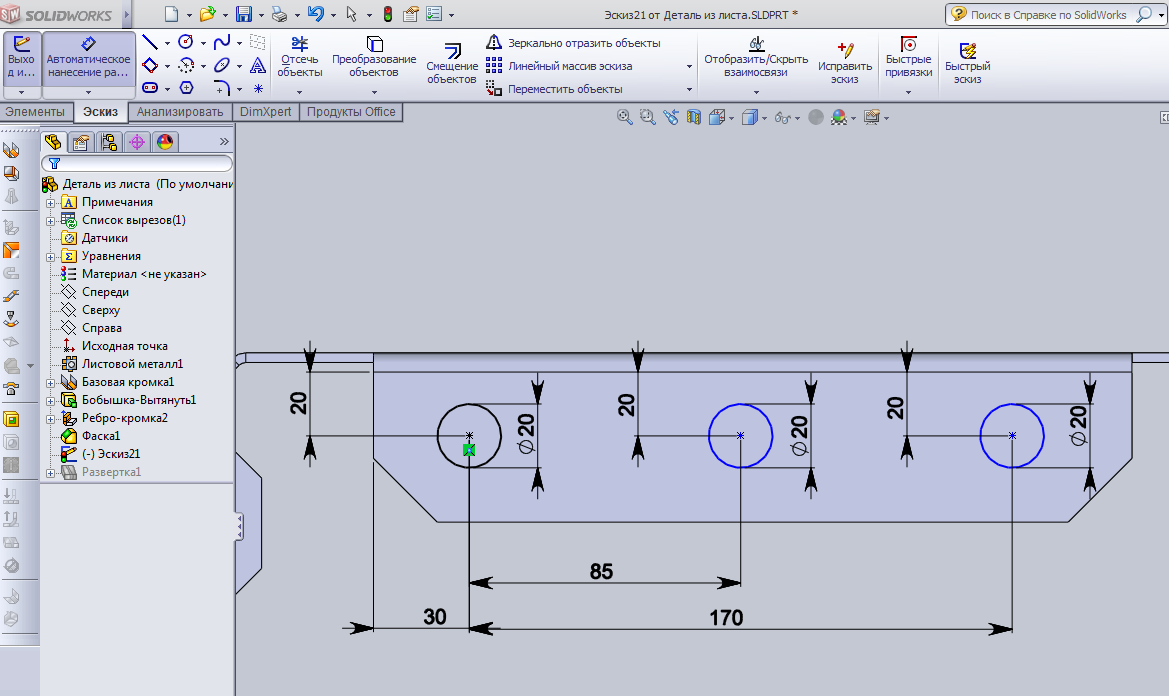 SOLIDWORKS
Эскиз21 от Деталь из листа.SLDPRT *
Поиск в Справке по SolidWorks
Выхо
д и...
Автоматическое
нанесение ра...
Отсечь
объекты
Преобразование
объектов
Смещение
объектов
Зеркально отразить объекты
Линейный массив эскиза
Переместить объекты
Отобразить/Скрыть
взаимосвязи
Исправить
эскиз
Быстрые
привязки
Быстрый
эскиз
Элементы
Эскиз
Анализировать
DimXpert
Продукты Office
Деталь из листа (По умолчани
Примечания
Список вырезов(1)
Датчики
Уравнения
Материал <не указан>
Спереди
Сверху
Справа
Исходная точка
Листовой металл1
Базовая кромка1
Бобышка-Вытянуть1
Ребро-кромка2
Фаска1
(-) Эскиз21
Развертка1
20
∅20
20
∅20
20
∅20
85
30
170